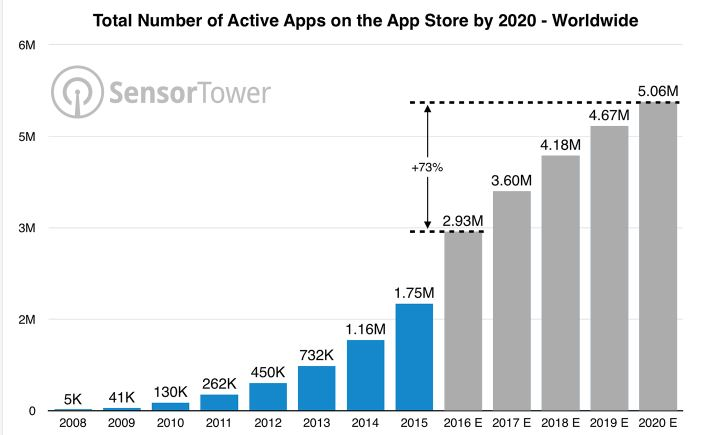 Total Number of Active Apps on the App Store by 2020 - Worldwide
6M
SensorTower
5.06M
4.67M
5M
4.18M
+73%
3.60M
2.93M
3M
1.75M
2M
1.16M
732K
450K
262K
130K
41K
5K
0
2008 2009 2010 2011 2012 2013 2014 2015 2016 E 2017 E 2018 E 2019 E 2020 E